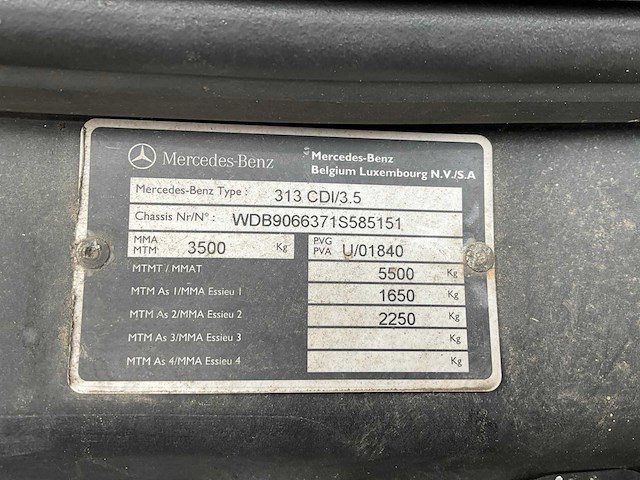 Mercedes-Benz
Mercedes-Benz
Belgium Luxembourg N.V./S.A
Mercedes-Benz Type : 313 CDI/3.5
Chassis Nr/N° : WDB9066371S585151
MMA
MTM 3500 Kg
PVG
PVA U/01840
MTMT / MMAT 5500 Kg
MTM As 1/MMA Essieu 1 1650 Kg
MTM As 2/MMA Essieu 2 2250 Kg
MTM As 3/MMA Essieu 3 Kg
MTM As 4/MMA Essieu 4 Kg